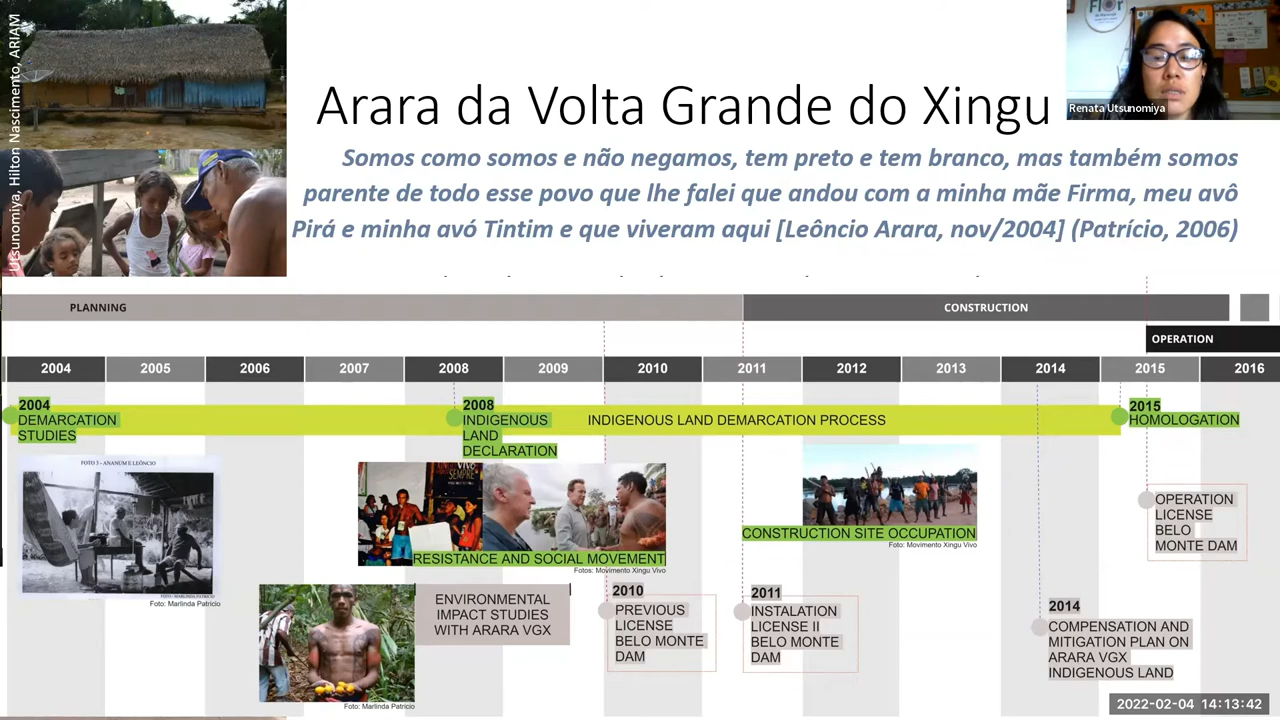 Utsunomiya, Hilton Nascimento, ARIAM
Flor
Renata Utsunomiya
Arara da Volta Grande do Xingu
Somos como somos e não negamos, tem preto e tem branco, mas também somos
parente de todo esse povo que lhe falei que andou com a minha mãe Firma, meu avô
Pirá e minha avó Tintim e que viveram aqui [Leôncio Arara, nov/2004] (Patrício, 2006)
PLANNING
CONSTRUCTION
OPERATION
2004 2005 2006 2007 2008 2009 2010 2011 2012 2013 2014 2015 2016
2004
DEMARCATION
STUDIES
2008
INDIGENOUS
LAND
DECLARATION
INDIGENOUS LAND DEMARCATION PROCESS
2015
HOMOLOGATION
FOTO 3 - ANANUM E LEÔNCIO
Foto: Marlinda Patricio
SEMPRE
RESISTANCE AND SOCIAL MOVEMENT
Fotos: Movimento Xingu Vivo
CONSTRUCTION SITE OCCUPATION
Foto: Movimento Xingu Vivo
OPERATION
LICENSE
BELO
MONTE DAM
Foto: Marlinda Patricio
ENVIRONMENTAL
IMPACT STUDIES
WITH ARARA VGX
2010
PREVIOUS
LICENSE
BELO MONTE
DAM
2011
INSTALATION
LICENSE II
BELO MONTE
DAM
2014
COMPENSATION AND
MITIGATION PLAN ON
ARARA VGX
INDIGENOUS LAND
2022-02-04 14:13:42